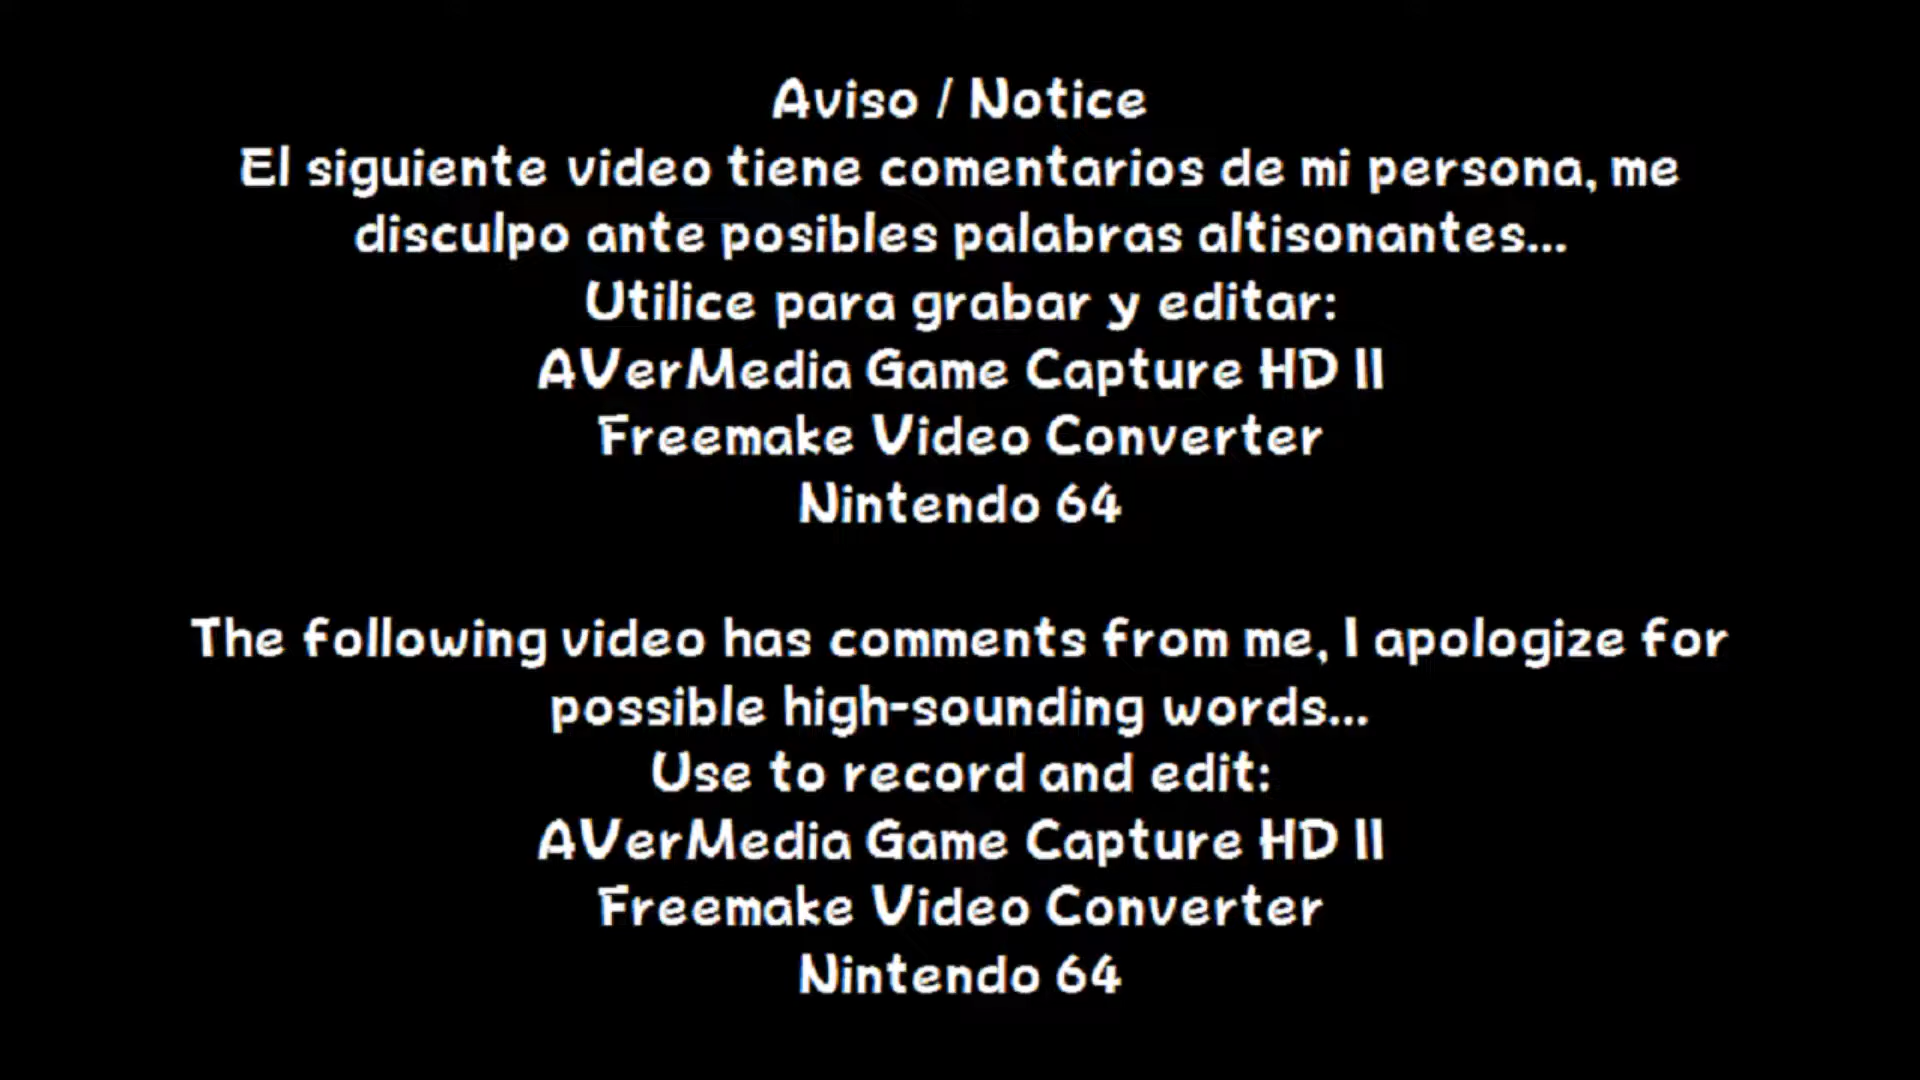 Aviso / Notice
El siguiente video tiene comentarios de mi persona, me
disculpo ante posibles palabras altisonantes...
Utilice para grabar y editar:
AVerMedia Game Capture HD II
Freemake Video Converter
Nintendo 64
The following video has comments from me, I apologize for
possible high-sounding words...
Use to record and edit:
AVerMedia Game Capture HD II
Freemake Video Converter
Nintendo 64